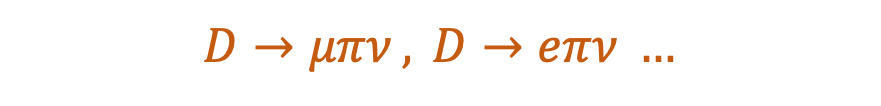 D → μπν , D → eπν ...